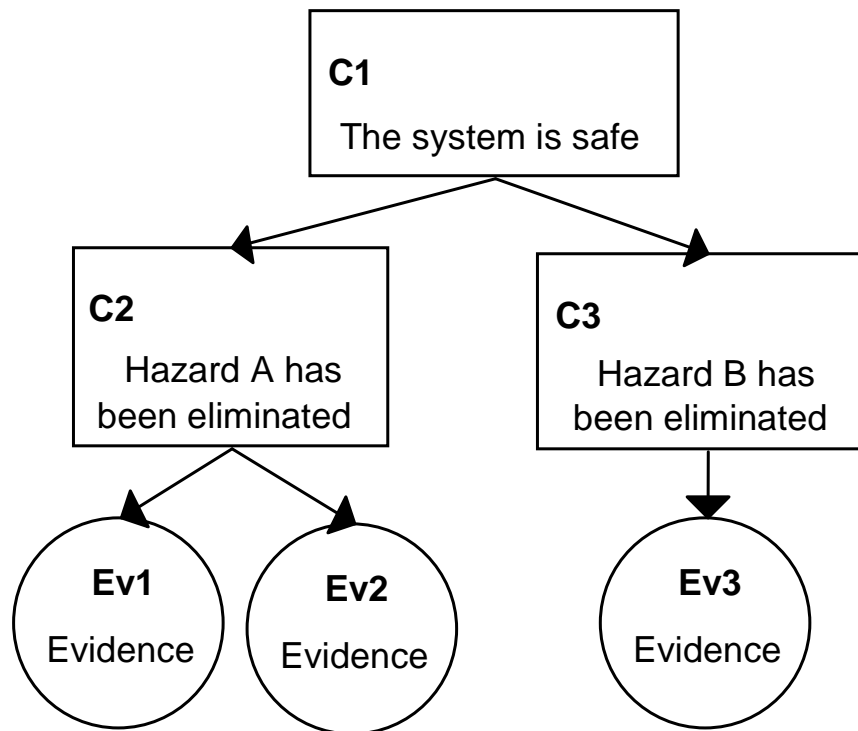 C1
The system is safe
C2
Hazard A has
been eliminated
C3
Hazard B has
been eliminated
Ev1
Evidence
Ev2
Evidence
Ev3
Evidence